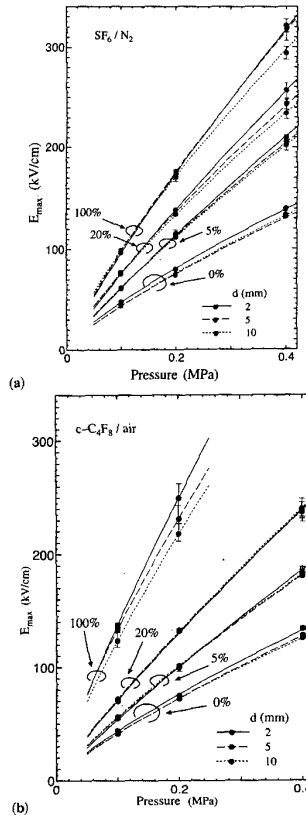 300
SF6 / N2
Emax (kV/cm)
200
100%
20%
100
5%
0%
d (mm)
2
5
10
0
0 0.2 0.4
Pressure (MPa)
(a)
c-C4F8 / air
300
Emax (kV/cm)
200
100%
20%
100
5%
0%
d (mm)
2
5
10
0
0 0.2 0.4
Pressure (MPa)
(b)